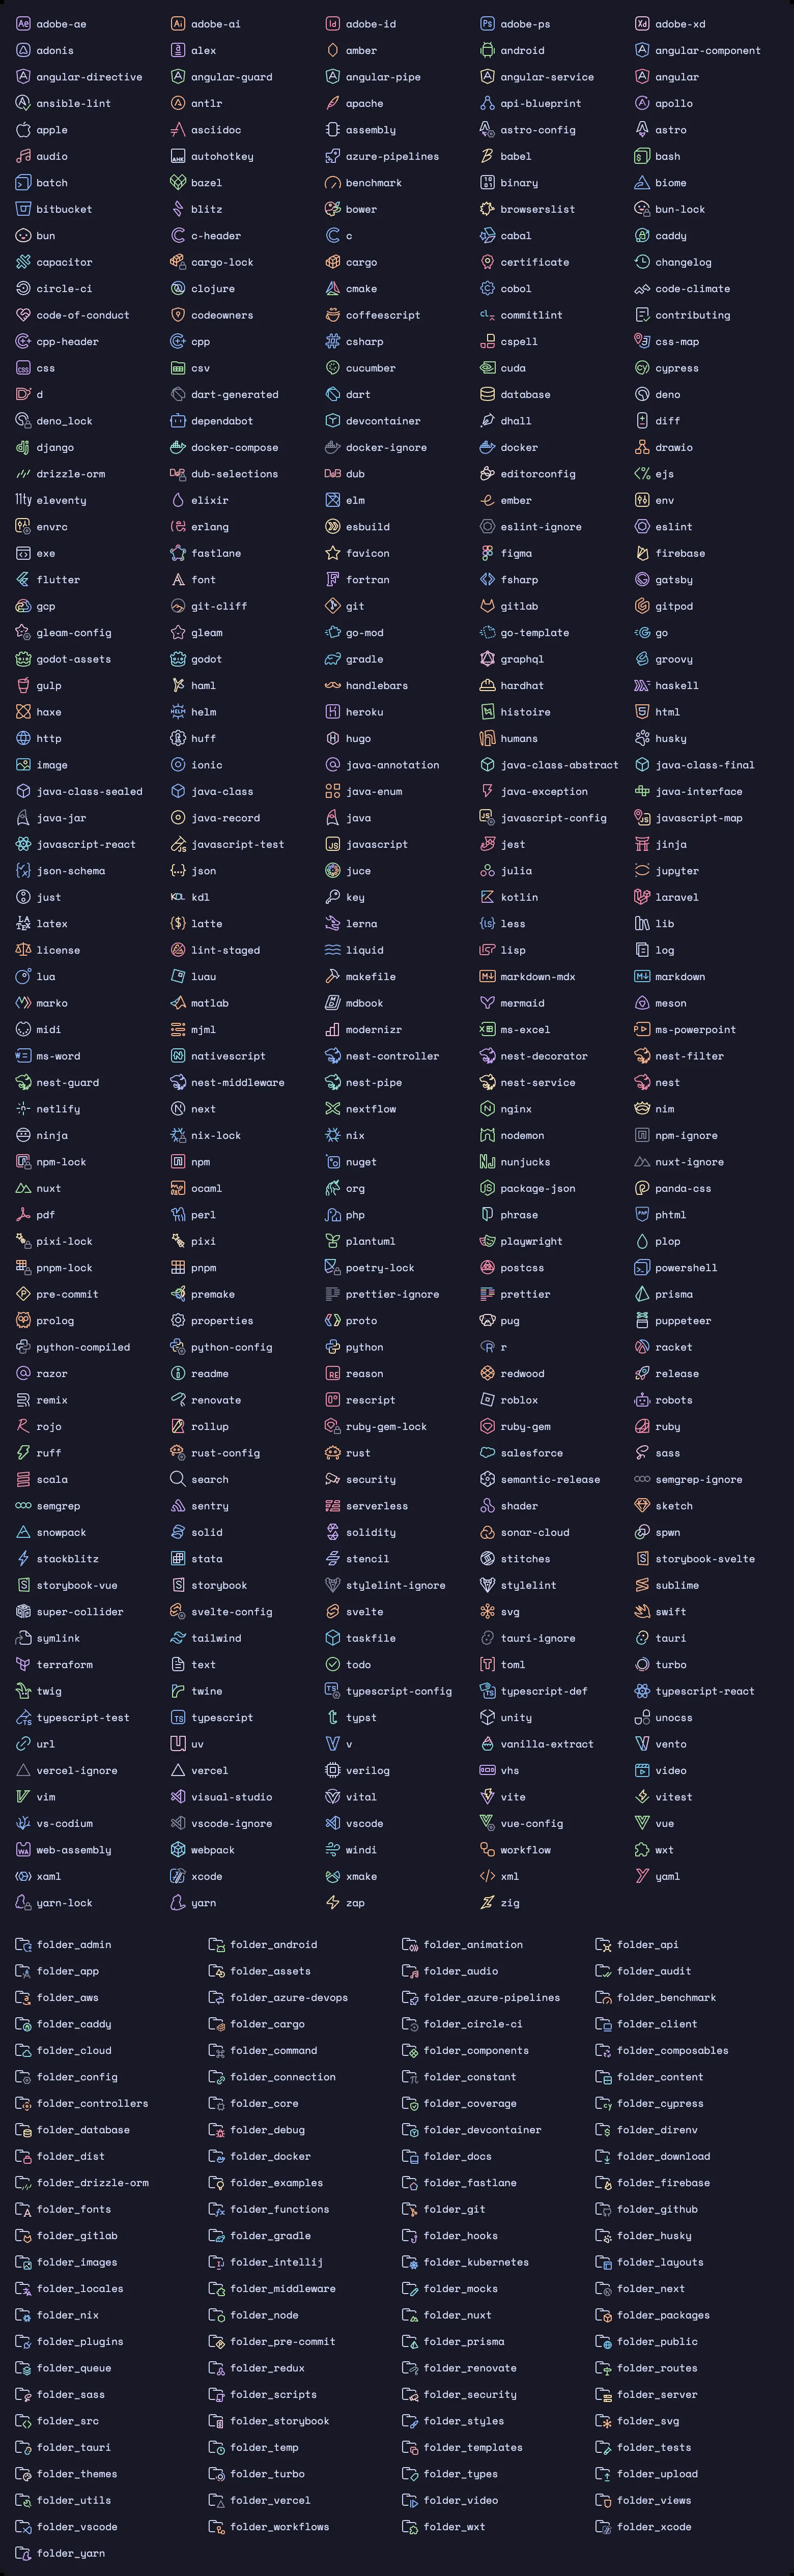 adobe-ae adobe-ai adobe-id adobe-ps adobe-xd
adonis alex amber android angular-component
angular-directive angular-guard angular-pipe angular-service angular
ansible-lint antlr apache api-blueprint apollo
apple asciidoc assembly astro-config astro
audio autohotkey azure-pipelines babel bash
batch bazel benchmark binary biome
bitbucket blitz bower browserslist bun-lock
bun c-header c cabal caddy
capacitor cargo-lock cargo certificate changelog
circle-ci clojure cmake cobol code-climate
code-of-conduct codeowners coffeescript commitlint contributing
cpp-header cpp csharp cspell css-map
css csv cucumber cuda cypress
d dart-generated dart database deno
deno_lock dependabot devcontainer dhall diff
django docker-compose docker-ignore docker drawio
drizzle-orm dub-selections dub editorconfig ejs
eleventy elixir elm ember env
envrc erlang esbuild eslint-ignore eslint
exe fastlane favicon figma firebase
flutter font fortran fsharp gatsby
gcp git-cliff git gitlab gitpod
gleam-config gleam go-mod go-template go
godot-assets godot gradle graphql groovy
gulp haml handlebars hardhat haskell
haxe helm heroku histoire html
http huff hugo humans husky
image ionic java-annotation java-class-abstract java-class-final
java-class-sealed java-class java-enum java-exception java-interface
java-jar java-record java javascript-config javascript-map
javascript-react javascript-test javascript jest jinja
json-schema json juce julia jupyter
just kdl key kotlin laravel
latex latte lerna less lib
license lint-staged liquid lisp log
lua luau makefile markdown-mdx markdown
marko matlab mdbook mermaid meson
midi mjml modernizr ms-excel ms-powerpoint
ms-word nativescript nest-controller nest-decorator nest-filter
nest-guard nest-middleware nest-pipe nest-service nest
netlify next nextflow nginx nim
ninja nix-lock nix nodemon npm-ignore
npm-lock npm nuget nunjucks nuxt-ignore
nuxt ocaml org package-json panda-css
pdf perl php phrase phtml
pixi-lock pixi plantuml playwright plop
pnpm-lock pnpm poetry-lock postcss powershell
pre-commit premake prettier-ignore prettier prisma
prolog properties proto pug puppeteer
python-compiled python-config python r racket
razor readme reason redwood release
remix renovate rescript roblox robots
rojo rollup ruby-gem-lock ruby-gem ruby
ruff rust-config rust salesforce sass
scala search security semantic-release semgrep-ignore
semgrep sentry serverless shader sketch
snowpack solid solidity sonar-cloud spwn
stackblitz stata stencil stitches storybook-svelte
storybook-vue storybook stylelint-ignore stylelint sublime
super-collider svelte-config svelte svg swift
symlink tailwind taskfile tauri-ignore tauri
terraform text todo toml turbo
twig twine typescript-config typescript-def typescript-react
typescript-test typescript typst unity unocss
url uv v vanilla-extract vento
vercel-ignore vercel verilog vhs video
vim visual-studio vital vite vitest
vs-codium vscode-ignore vscode vue-config vue
web-assembly webpack windi workflow wxt
xaml xcode xmake xml yaml
yarn-lock yarn zap zig
folder_admin folder_android folder_animation folder_api
folder_app folder_assets folder_audio folder_audit
folder_aws folder_azure-devops folder_azure-pipelines folder_benchmark
folder_caddy folder_cargo folder_circle-ci folder_client
folder_cloud folder_command folder_components folder_composables
folder_config folder_connection folder_constant folder_content
folder_controllers folder_core folder_coverage folder_cypress
folder_database folder_debug folder_devcontainer folder_direnv
folder_dist folder_docker folder_docs folder_download
folder_drizzle-orm folder_examples folder_fastlane folder_firebase
folder_fonts folder_functions folder_git folder_github
folder_gitlab folder_gradle folder_hooks folder_husky
folder_images folder_intellij folder_kubernetes folder_layouts
folder_locales folder_middleware folder_mocks folder_next
folder_nix folder_node folder_nuxt folder_packages
folder_plugins folder_pre-commit folder_prisma folder_public
folder_queue folder_redux folder_renovate folder_routes
folder_sass folder_scripts folder_security folder_server
folder_src folder_storybook folder_styles folder_svg
folder_tauri folder_temp folder_templates folder_tests
folder_themes folder_turbo folder_types folder_upload
folder_utils folder_vercel folder_video folder_views
folder_vscode folder_workflows folder_wxt folder_xcode
folder_yarn